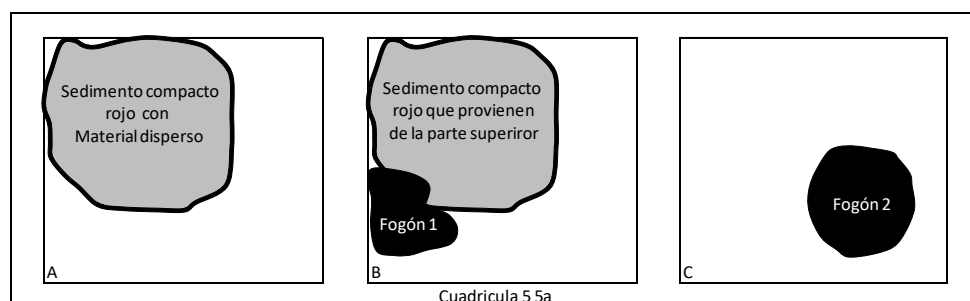 Sedimento compacto
rojo con
Material disperso
A
Sedimento compacto
rojo que provienen
de la parte superiror
Fogón 1
B
Fogón 2
C
Cuadricula 5 5a